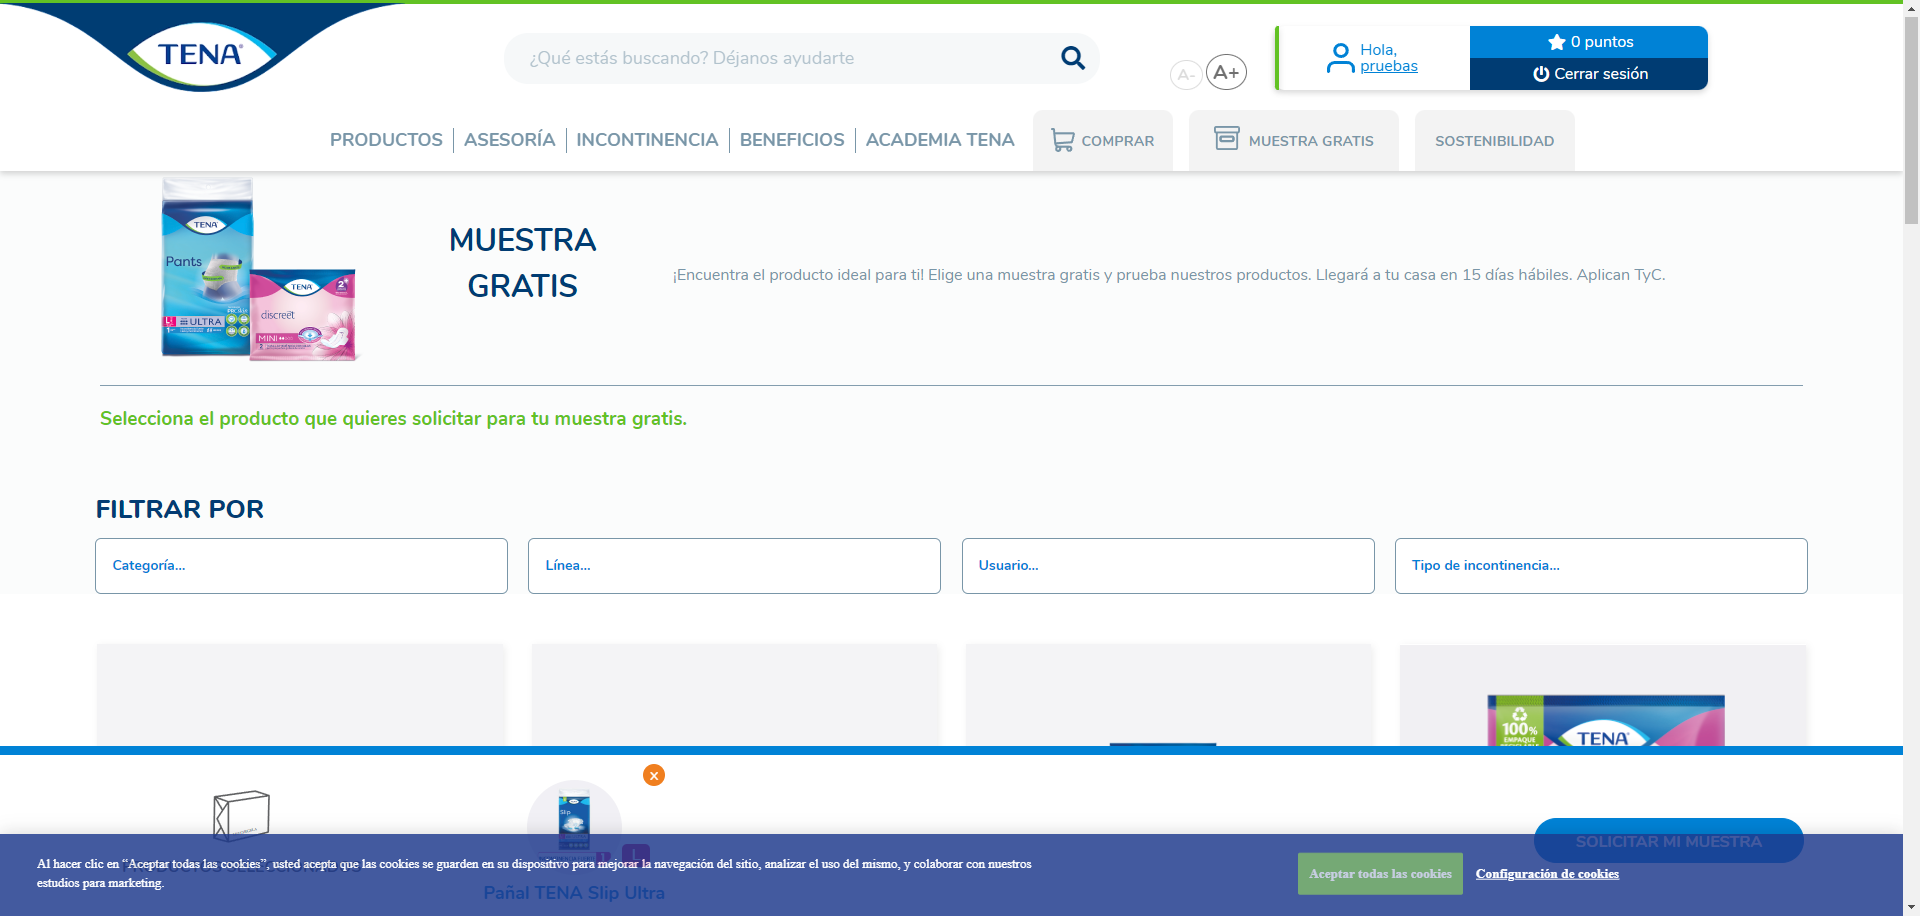 TENA
¿Qué estás buscando? Déjanos ayudarte
A-
A+
Hola,
pruebas
0 puntos
Cerrar sesión
PRODUCTOS
ASESORÍA
INCONTINENCIA
BENEFICIOS
ACADEMIA TENA
COMPRAR
MUESTRA GRATIS
SOSTENIBILIDAD
TENA
Pants
ULTRA
TENA
discreet
MINI
2
MUESTRA
GRATIS
¡Encuentra el producto ideal para ti! Elige una muestra gratis y prueba nuestros productos. Llegará a tu casa en 15 días hábiles. Aplican TyC.
Selecciona el producto que quieres solicitar para tu muestra gratis.
FILTRAR POR
Categoría...
Línea...
Usuario...
Tipo de incontinencia...
100%
EMPAQUE
TENA
x
Slip
L
PRODUCTOS SELECCIONADOS
Pañal TENA Slip Ultra
SOLICITAR MI MUESTRA
Al hacer clic en “Aceptar todas las cookies”, usted acepta que las cookies se guarden en su dispositivo para mejorar la navegación del sitio, analizar el uso del mismo, y colaborar con nuestros
estudios para marketing.
Aceptar todas las cookies
Configuración de cookies